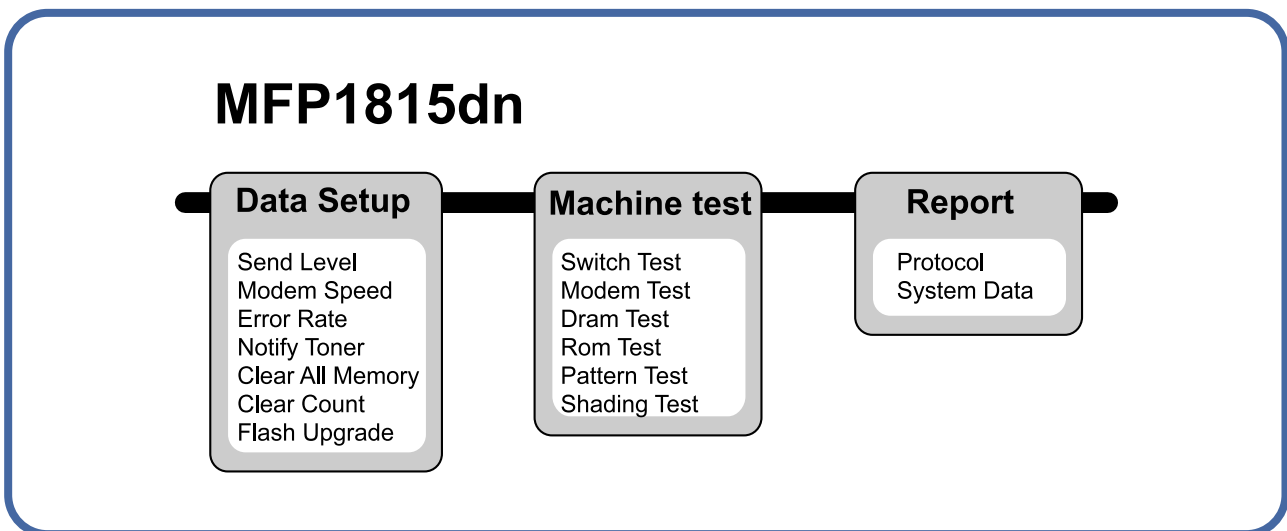 MFP1815dn
Data Setup
Send Level
Modem Speed
Error Rate
Notify Toner
Clear All Memory
Clear Count
Flash Upgrade
Machine test
Switch Test
Modem Test
Dram Test
Rom Test
Pattern Test
Shading Test
Report
Protocol
System Data